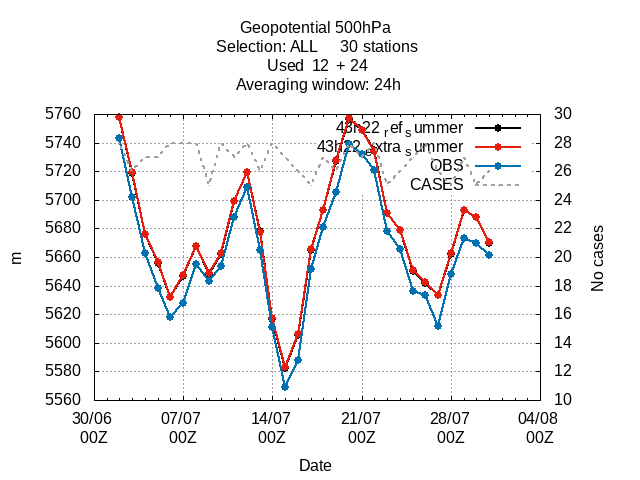 Geopotential 500hPa
Selection: ALL 30 stations
Used 12 + 24
Averaging window: 24h
43h22_ref_summer
43h22_extra_summer
OBS
CASES
5760
5740
5720
5700
5680
5660
5640
5620
5600
5580
5560
m
30
28
26
24
22
20
18
16
14
12
10
No cases
30/06 07/07 14/07 21/07 28/07 04/08
00Z 00Z 00Z 00Z 00Z 00Z
Date